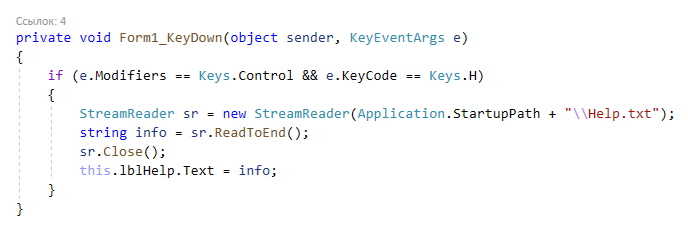 Ссылок: 4
private void Form1_KeyDown(object sender, KeyEventArgs e)
{
if (e.Modifiers == Keys.Control && e.KeyCode == Keys.H)
{
StreamReader sr = new StreamReader(Application.StartupPath + "\\Help.txt");
string info = sr.ReadToEnd();
sr.Close();
this.lblHelp.Text = info;
}
}